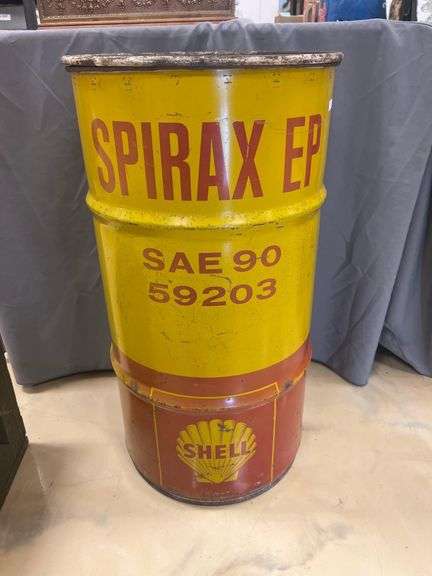 SPIRAX EP
SAE 90
59203
SHELL